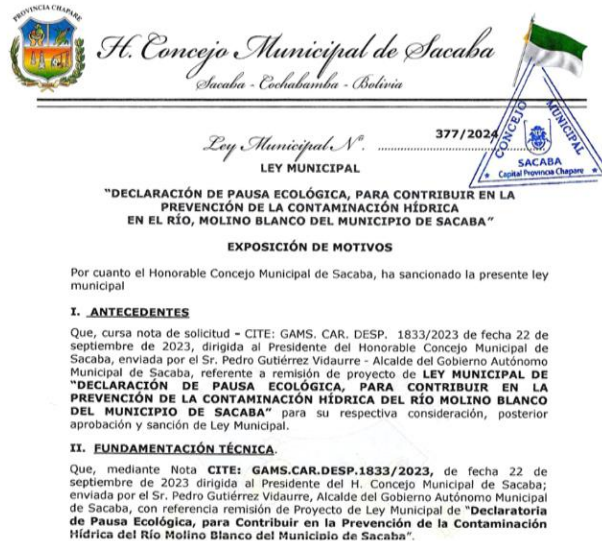 PROVINCIA CHAPARE
H. Concejo Municipal de Sacaba
Sacaba - Cochabamba - Bolivia
Ley Municipal Nº. 377/2024
CONCEJO MUNICIPAL
SACABA
Capital Provincia Chapare
LEY MUNICIPAL
"DECLARACIÓN DE PAUSA ECOLÓGICA, PARA CONTRIBUIR EN LA
PREVENCIÓN DE LA CONTAMINACIÓN HÍDRICA
EN EL RÍO, MOLINO BLANCO DEL MUNICIPIO DE SACABA"
EXPOSICIÓN DE MOTIVOS
Por cuanto el Honorable Concejo Municipal de Sacaba, ha sancionado la presente ley
municipal
I. ANTECEDENTES
Que, cursa nota de solicitud – CITE: GAMS. CAR. DESP. 1833/2023 de fecha 22 de
septiembre de 2023, dirigida al Presidente del Honorable Concejo Municipal de
Sacaba, enviada por el Sr. Pedro Gutiérrez Vidaurre - Alcalde del Gobierno Autónomo
Municipal de Sacaba, referente a remisión de proyecto de LEY MUNICIPAL DE
"DECLARACIÓN DE PAUSA ECOLÓGICA, PARA CONTRIBUIR EN LA
PREVENCIÓN DE LA CONTAMINACIÓN HÍDRICA DEL RÍO MOLINO BLANCO
DEL MUNICIPIO DE SACABA" para su respectiva consideración, posterior
aprobación y sanción de Ley Municipal.
II. FUNDAMENTACIÓN TÉCNICA.
Que, mediante Nota CITE: GAMS.CAR.DESP.1833/2023, de fecha 22 de
septiembre de 2023 dirigida al Presidente del H. Concejo Municipal de Sacaba;
enviada por el Sr. Pedro Gutiérrez Vidaurre, Alcalde del Gobierno Autónomo Municipal
de Sacaba, con referencia remisión de Proyecto de Ley Municipal de "Declaratoria
de Pausa Ecológica, para Contribuir en la Prevención de la Contaminación
Hídrica del Río Molino Blanco del Municipio de Sacaba".